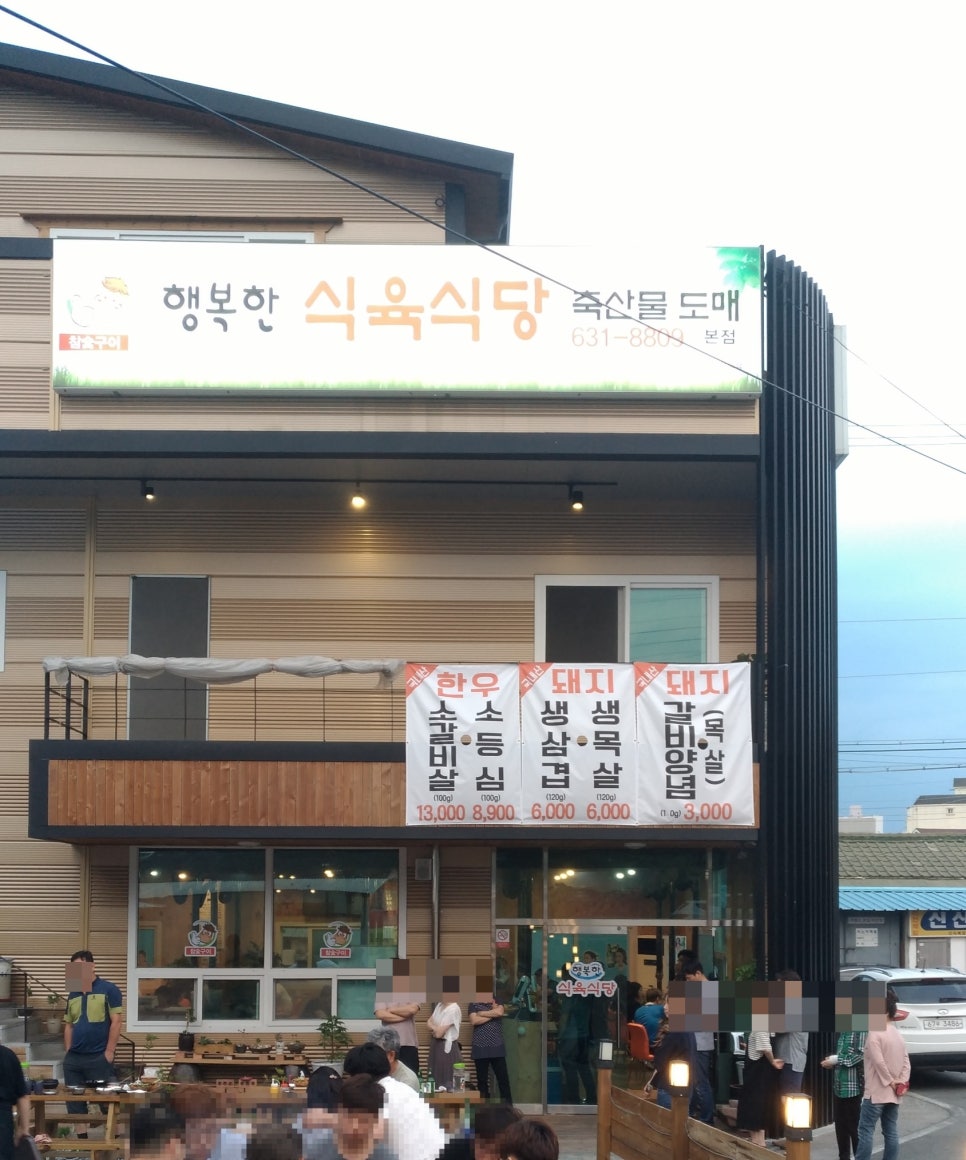 행복한 식육식당 축산물 도매
631-8809 본점
참숯구이
국내산 한우
소갈비살 (100g) 13,000
소등심 (100g) 8,900
국내산 돼지
생삼겹 (120g) 6,000
생목살 (120g) 6,000
국내산 돼지
갈비양념 (목살)
3,000
참숯구이
참숯구이
행복한
식육식당
신신